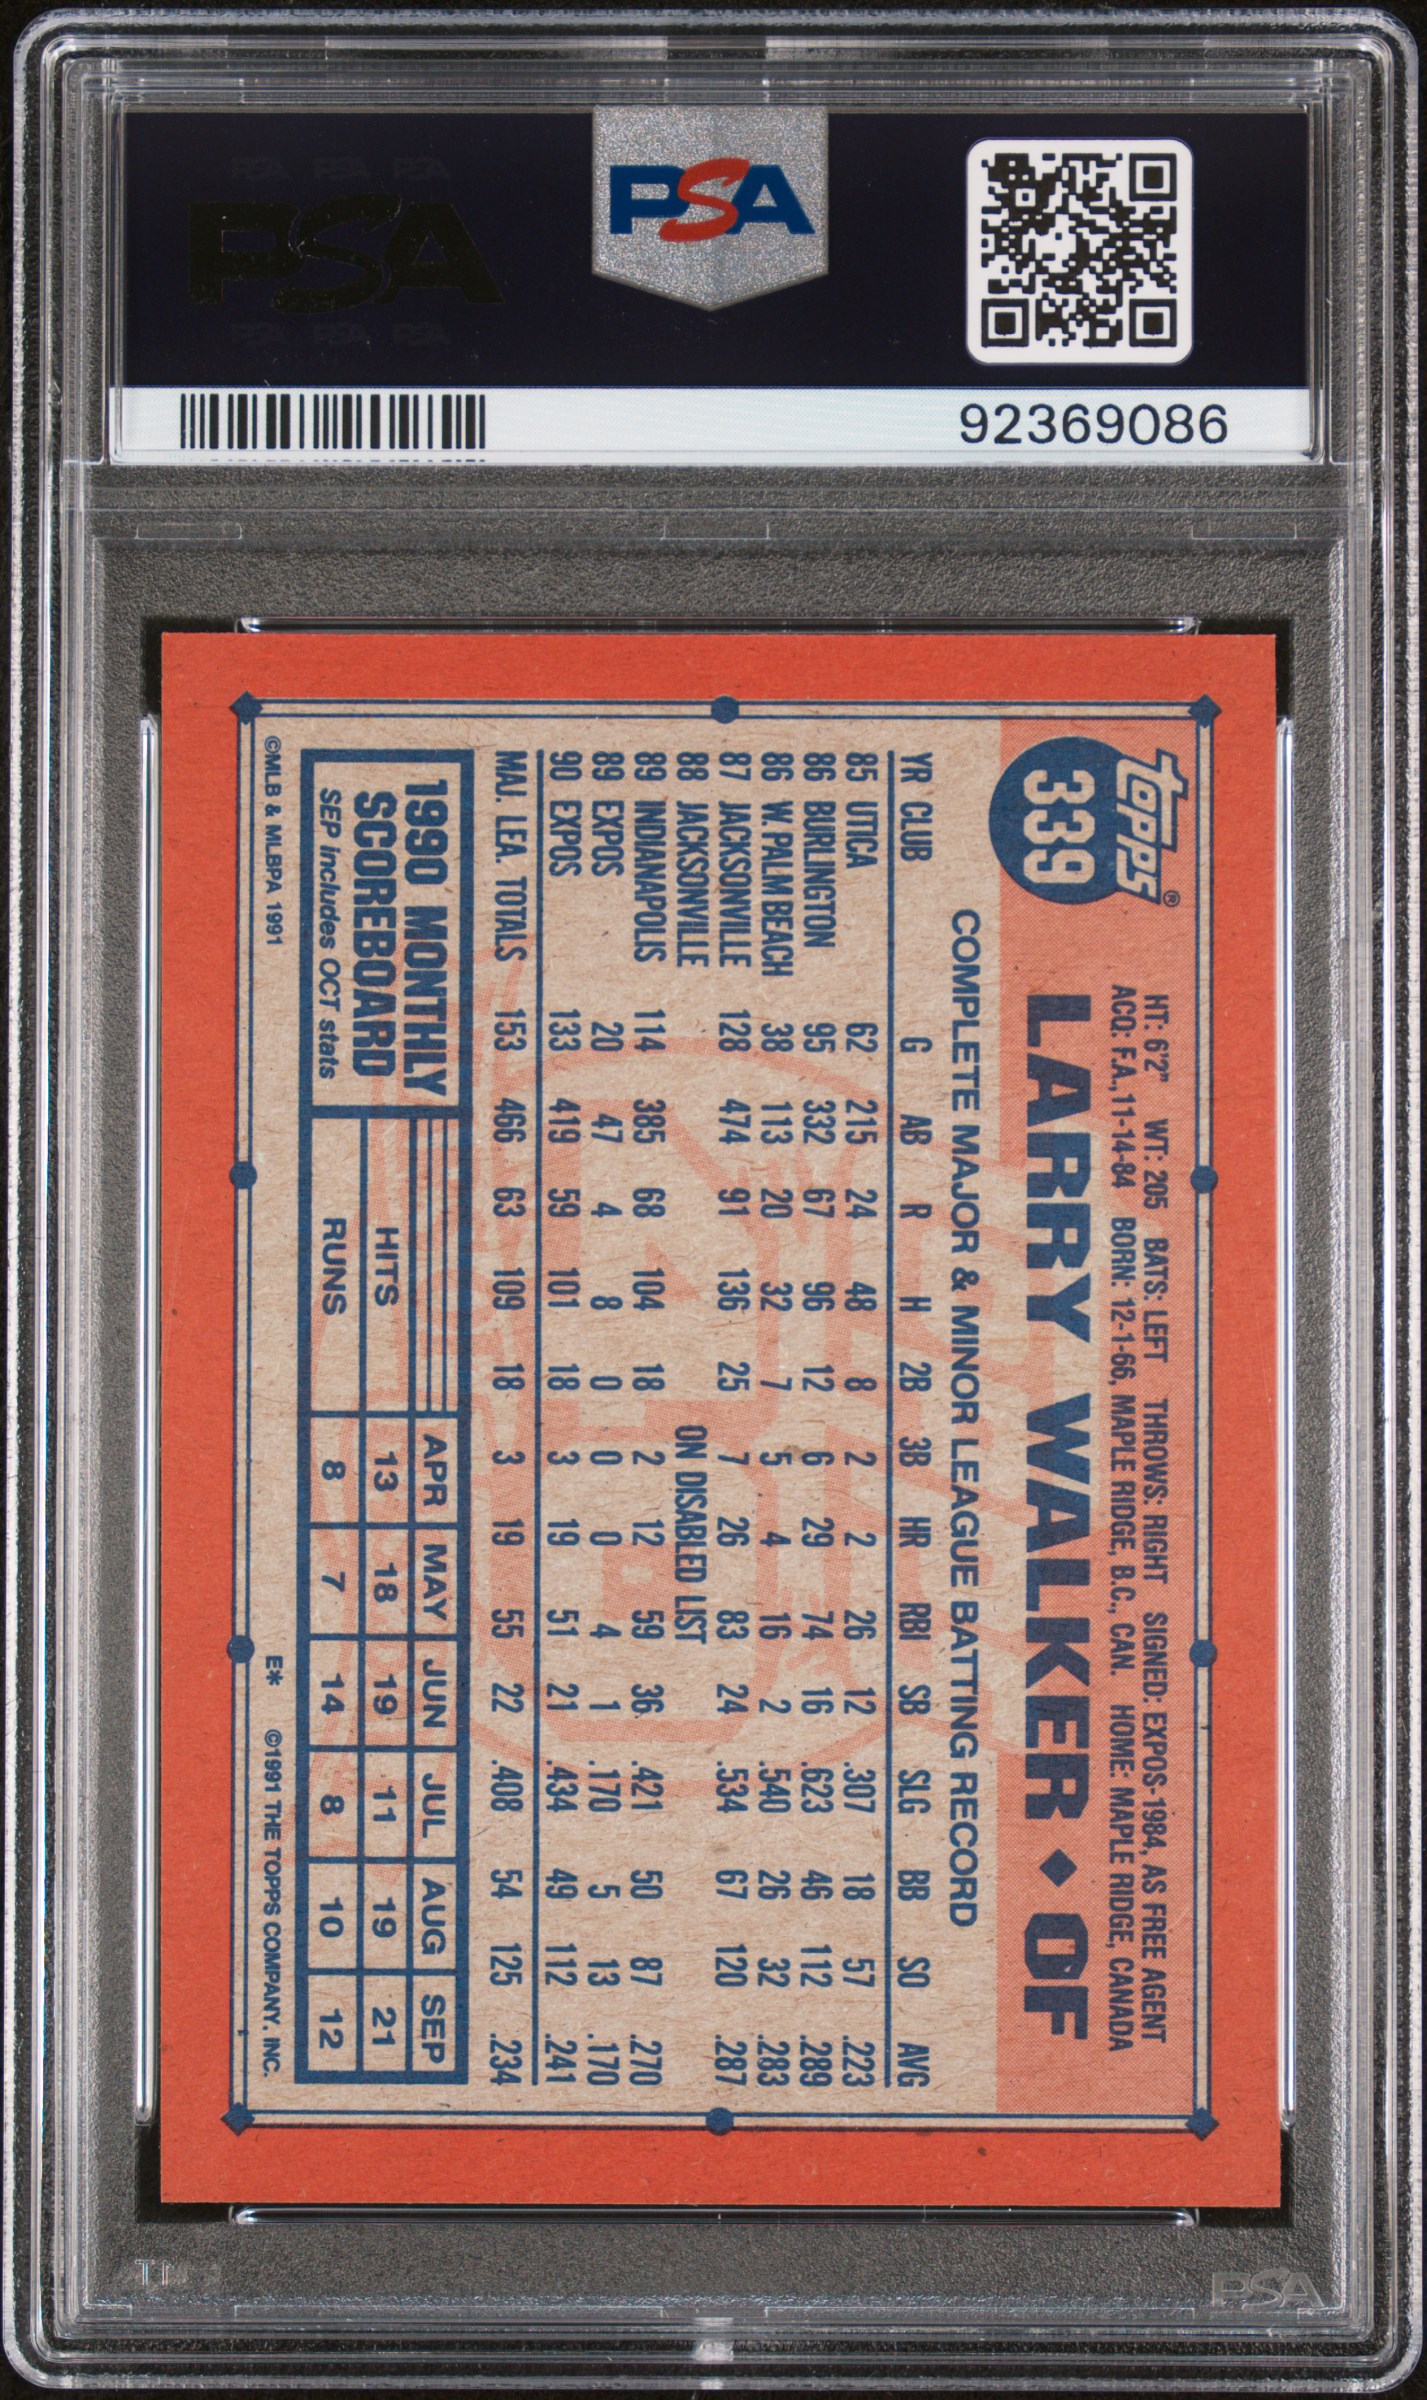 PSA PSA PSA
PSA
PSA PSA PSA
PSA
92369086
topps®
339
HT: 6'2" WT: 205 BATS: LEFT THROWS: RIGHT SIGNED: EXPOS-1984, AS FREE AGENT
ACQ: F.A., 11-14-84 BORN: 12-1-66, MAPLE RIDGE, B.C., CAN. HOME: MAPLE RIDGE, CANADA
LARRY WALKER ♦ OF
COMPLETE MAJOR & MINOR LEAGUE BATTING RECORD
YR CLUB G AB R H 2B 3B HR RBI SB SLG BB SO AVG
85 UTICA 62 215 24 48 8 2 2 26 12 .307 18 57 .223
86 BURLINGTON 95 332 67 96 12 6 29 74 16 .623 46 112 .289
86 W. PALM BEACH 38 113 20 32 7 5 4 16 2 .540 26 32 .283
87 JACKSONVILLE 128 474 91 136 25 7 26 83 24 .534 67 120 .287
88 JACKSONVILLE ON DISABLED LIST
89 INDIANAPOLIS 114 385 68 104 18 2 12 59 36 .421 50 87 .270
89 EXPOS 20 47 4 8 0 0 0 4 1 .170 5 13 .170
90 EXPOS 133 419 59 101 18 3 19 51 21 .434 49 112 .241
MAJ. LEA. TOTALS 153 466 63 109 18 3 19 55 22 .408 54 125 .234
1990 MONTHLY
SCOREBOARD
SEP includes OCT stats
APR MAY JUN JUL AUG SEP
HITS 13 18 19 11 19 21
RUNS 8 7 14 8 10 12
©MLB & MLBPA 1991
E* ©1991 THE TOPPS COMPANY, INC.
PSA